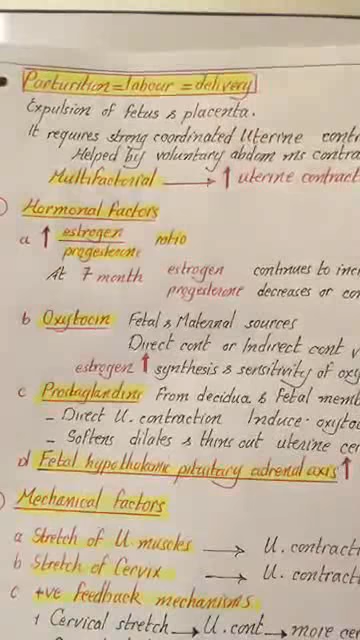 Parturition = labour = delivery
Expulsion of fetus & placenta.
It requires strong coordinated Uterine
Helped by voluntary abdom ms
Multifactorial → ↑ uterine
Hormonal factors
a ↑ estrogen ratio
progesterone
At 7 month estrogen continues to
progesterone decreases or
b Oxytocin Fetal & Maternal sources
Direct cont or Indirect cont
estrogen ↑ synthesis & sensitivity of
c Prostaglandins From decidua & Fetal
– Direct U. contraction Induce
– Softens dilates & thins out uterine
d) Fetal hypothalamic pituitary adrenal axis ↑
Mechanical factors
a Stretch of U muscles → U.
b Stretch of Cervix → U.
c +ve feedback mechanisms
1 Cervical stretch → U. cont → more